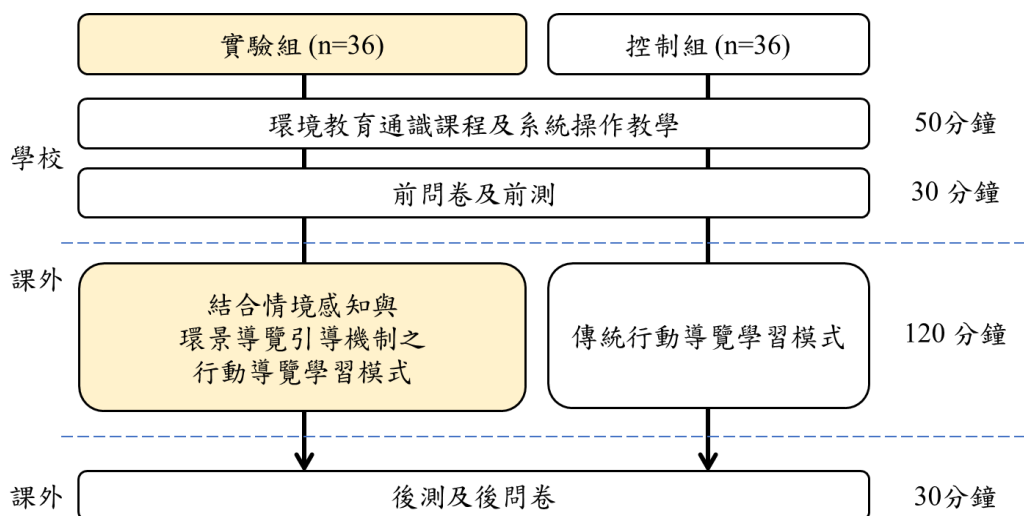 實驗組 (n=36)
控制組 (n=36)
環境教育通識課程及系統操作教學
50分鐘
學校
前問卷及前測
30 分鐘
課外
結合情境感知與
環景導覽引導機制之
行動導覽學習模式
傳統行動導覽學習模式
120 分鐘
課外
後測及後問卷
30分鐘